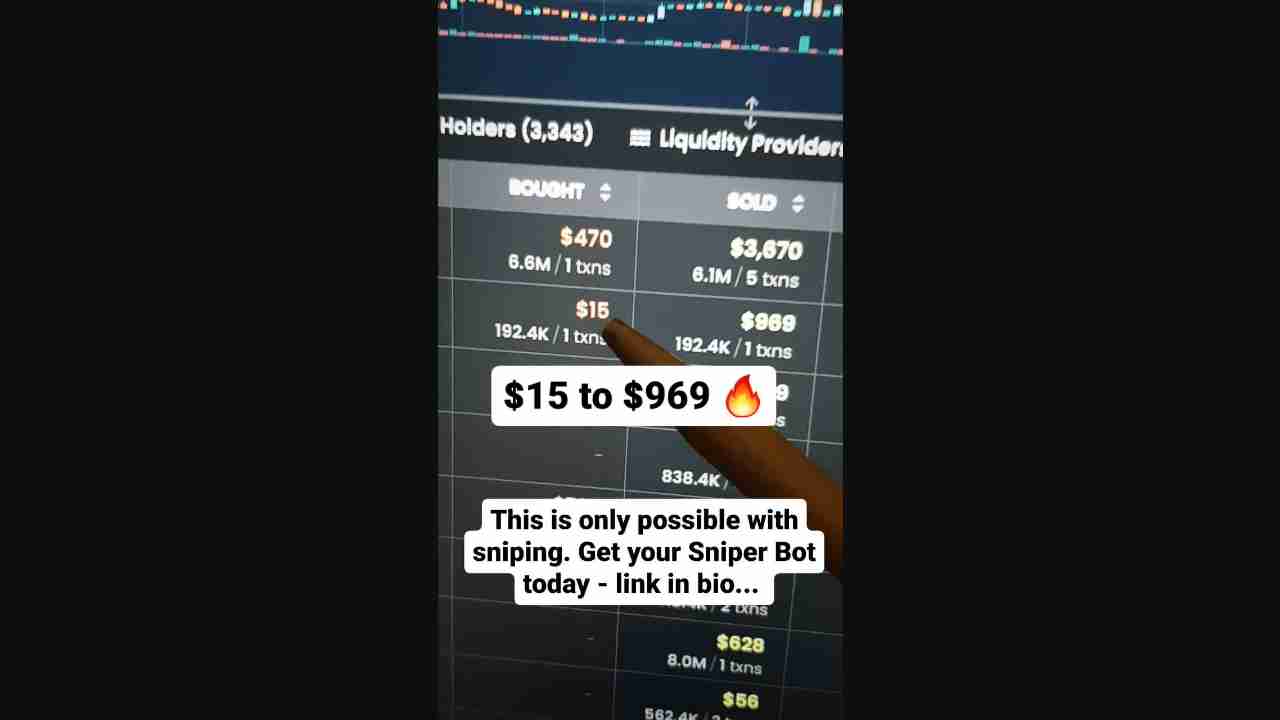 Holders (3,343)
Liquidity Providers
BOUGHT
SOLD
$470
$3,670
6.6M / 1 txns
6.1M / 5 txns
$15
$969
192.4K / 1 txns
192.4K / 1 txns
$15 to $969 🔥
9
s
-
838.4K /
This is only possible with
sniping. Get your Sniper Bot
today - link in bio...
/ 2 txns
-
$628
8.0M / 1 txns
-
$56
562.4K /